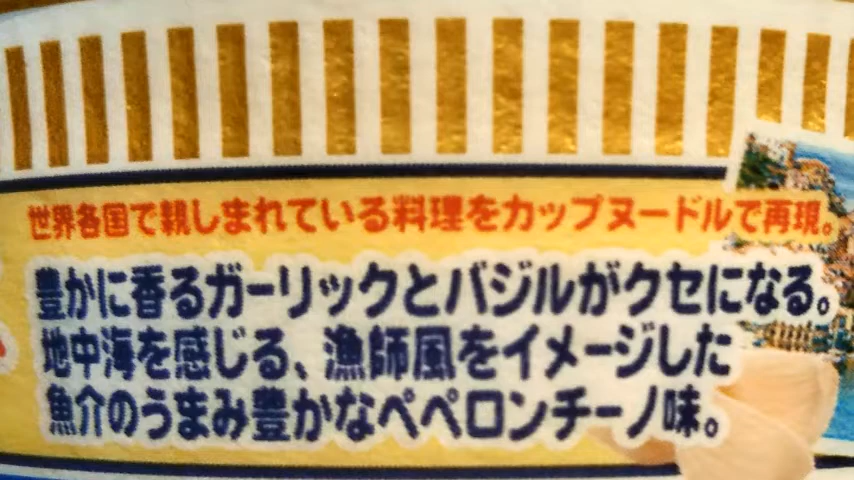 世界各国で親しまれている料理をカップヌードルで再現。
豊かに香るガーリックとバジルがクセになる。
地中海を感じる、漁師風をイメージした
魚介のうまみ豊かなペペロンチーノ味。